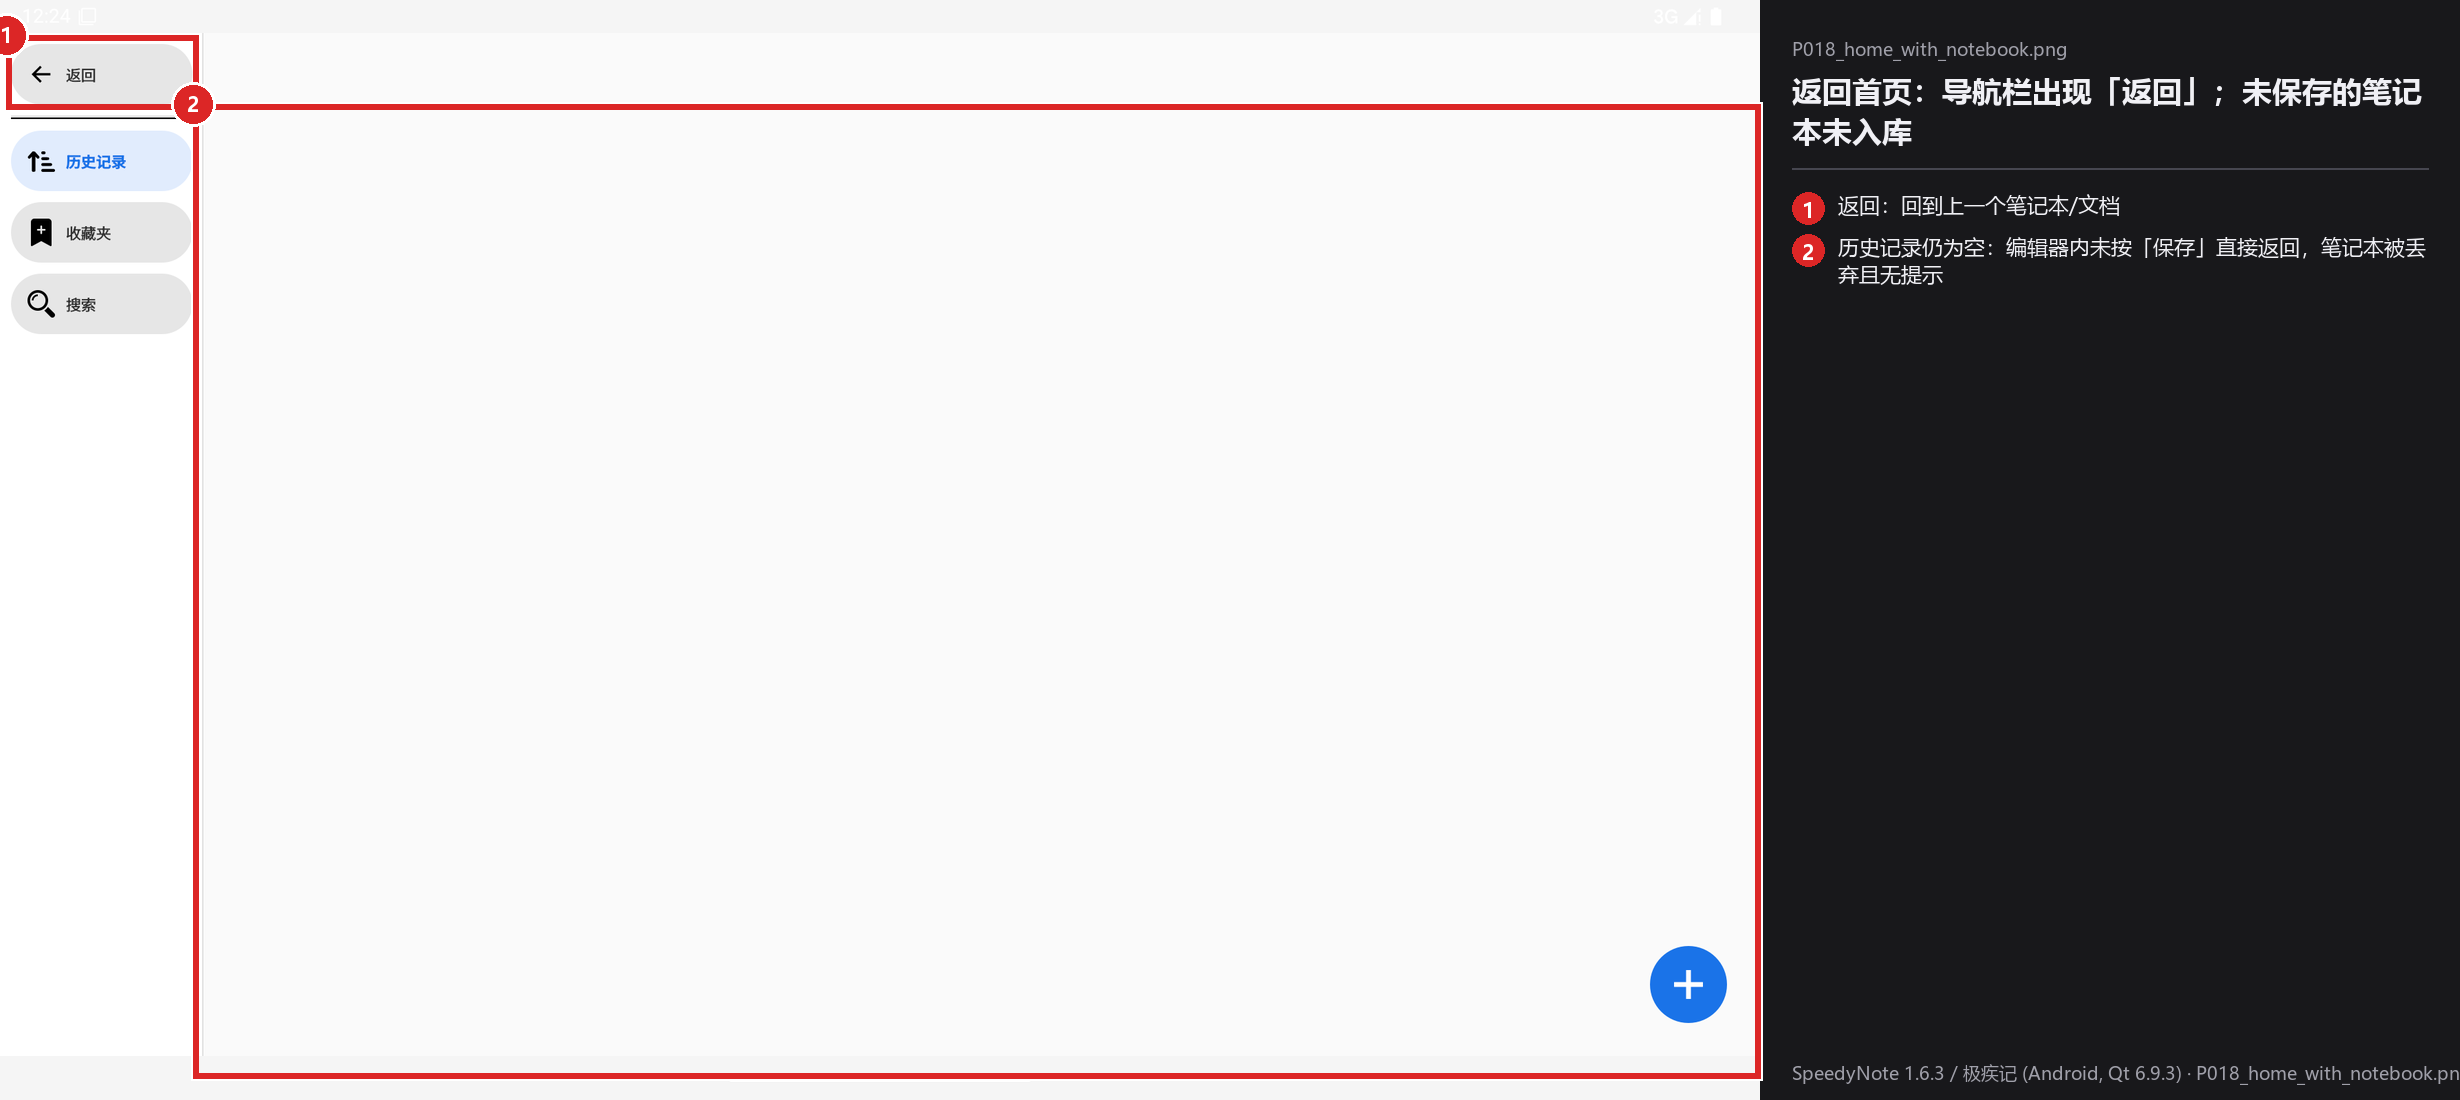 12:24
3G
1
返回
2
历史记录
收藏夹
搜索
P018_home_with_notebook.png
返回首页：导航栏出现「返回」；未保存的笔记
本未入库
1 返回：回到上一个笔记本/文档
2 历史记录仍为空：编辑器内未按「保存」直接返回，笔记本被丢
弃且无提示
SpeedyNote 1.6.3 / 极疾记 (Android, Qt 6.9.3) · P018_home_with_notebook.pn